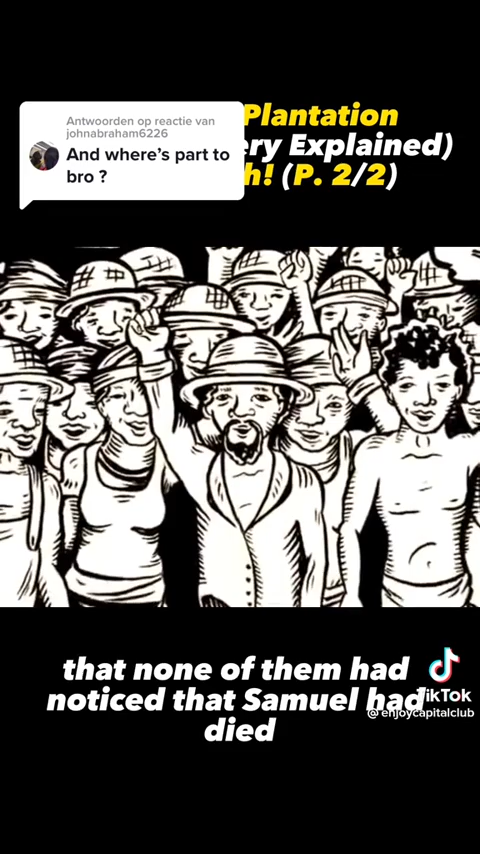 Antwoorden op reactie van
johnabraham6226
And where's part to
bro ?
Plantation
ery Explained)
h! (P. 2/2)
that none of them had
noticed that Samuel had
died
TikTok
@enjoycapitalclub